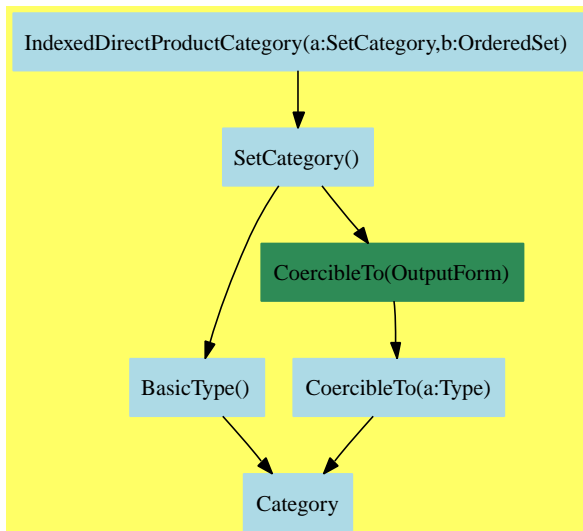 IndexedDirectProductCategory(a:SetCategory,b:OrderedSet)
SetCategory()
CoercibleTo(OutputForm)
BasicType()
CoercibleTo(a:Type)
Category